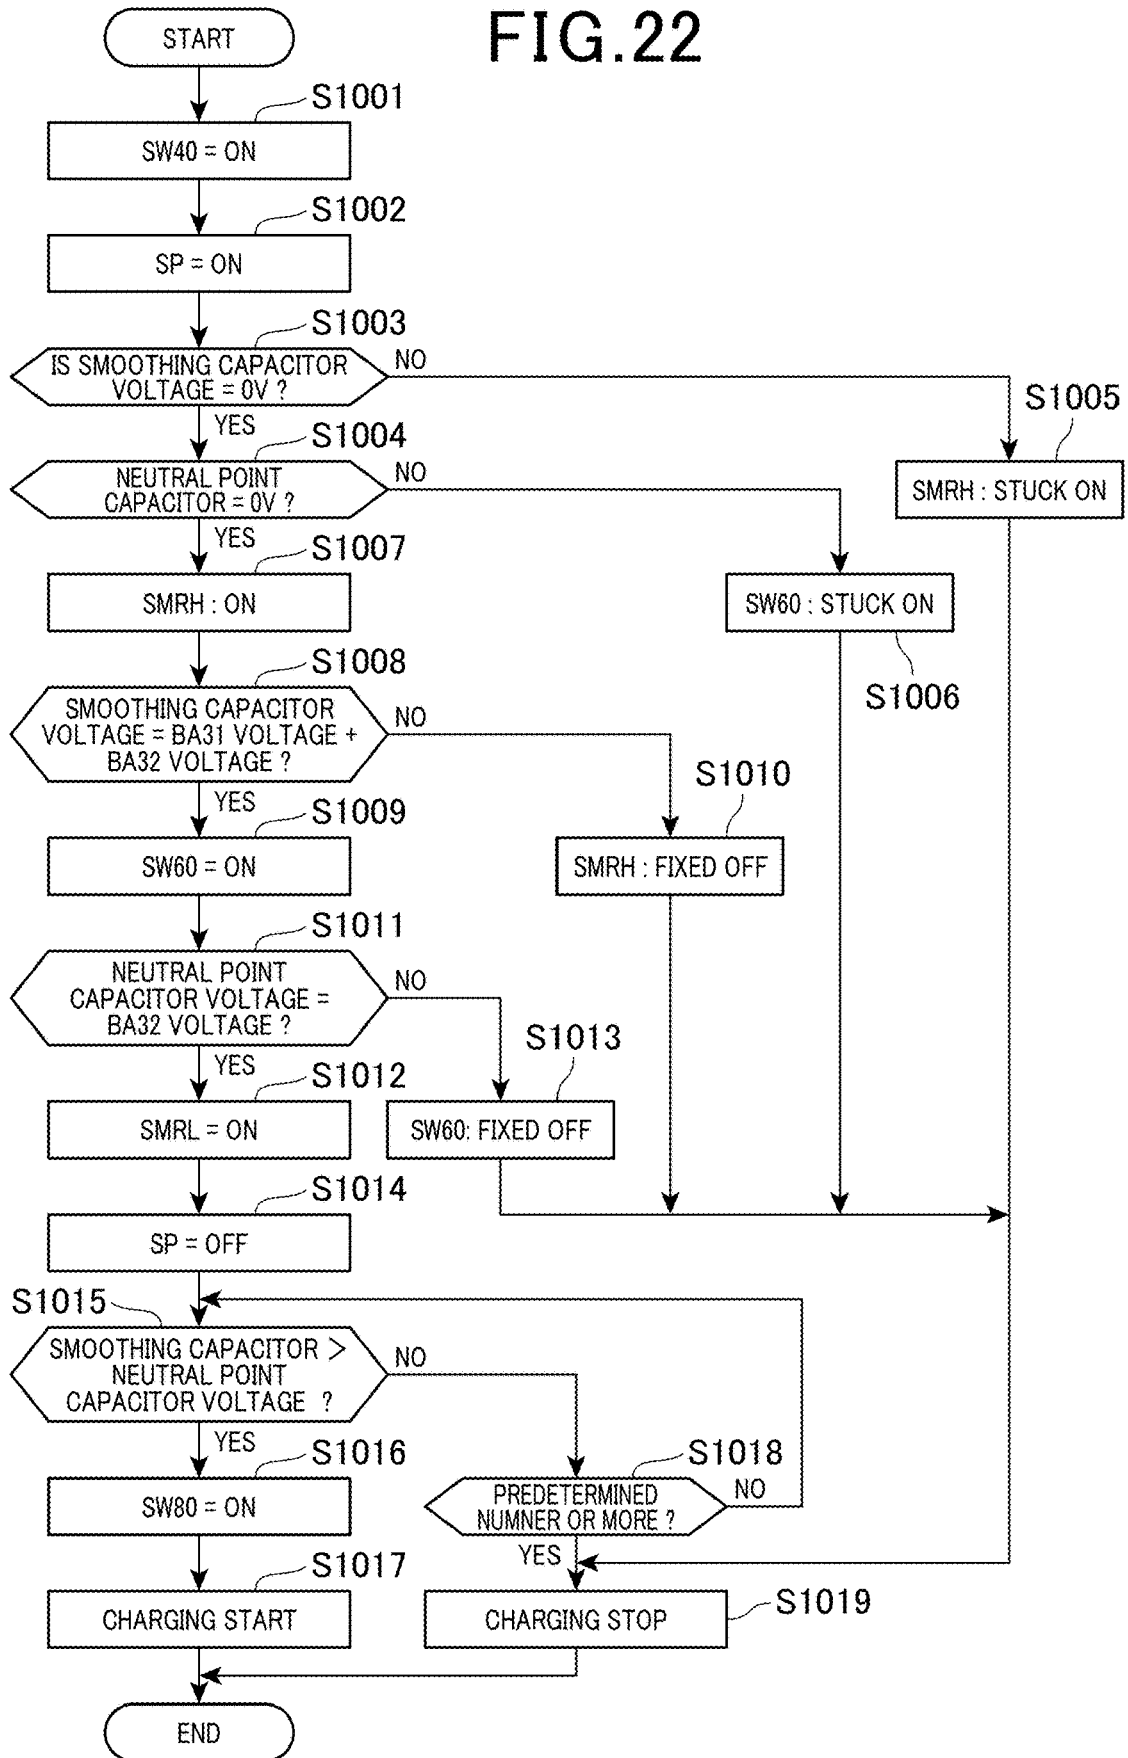 FIG.22
START
S1001
SW40 = ON
S1002
SP = ON
S1003
IS SMOOTHING CAPACITOR
VOLTAGE = 0V ?
NO
YES
S1004
NEUTRAL POINT
CAPACITOR = 0V ?
NO
YES
S1005
SMRH : STUCK ON
SW60 : STUCK ON
S1006
S1007
SMRH : ON
S1008
SMOOTHING CAPACITOR
VOLTAGE = BA31 VOLTAGE +
BA32 VOLTAGE ?
NO
YES
S1009
SW60 = ON
S1010
SMRH : FIXED OFF
S1011
NEUTRAL POINT
CAPACITOR VOLTAGE =
BA32 VOLTAGE ?
NO
YES
S1012
SMRL = ON
S1013
SW60: FIXED OFF
S1014
SP = OFF
S1015
SMOOTHING CAPACITOR >
NEUTRAL POINT
CAPACITOR VOLTAGE ?
NO
YES
S1016
SW80 = ON
S1018
PREDETERMINED
NUMNER OR MORE ?
NO
YES
S1017
CHARGING START
CHARGING STOP
S1019
END